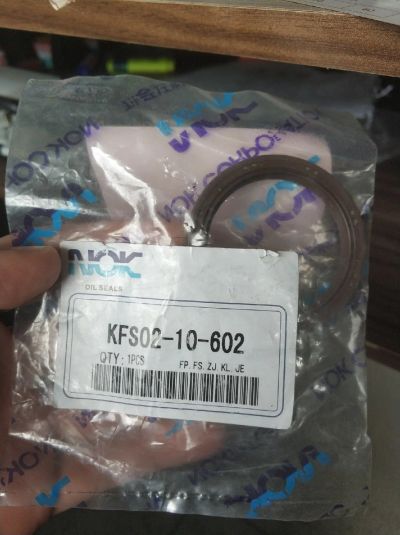 NOK
OIL SEALS
KFS02-10-602
QTY: 1PCS
FP. FS. ZJ. KL. JE